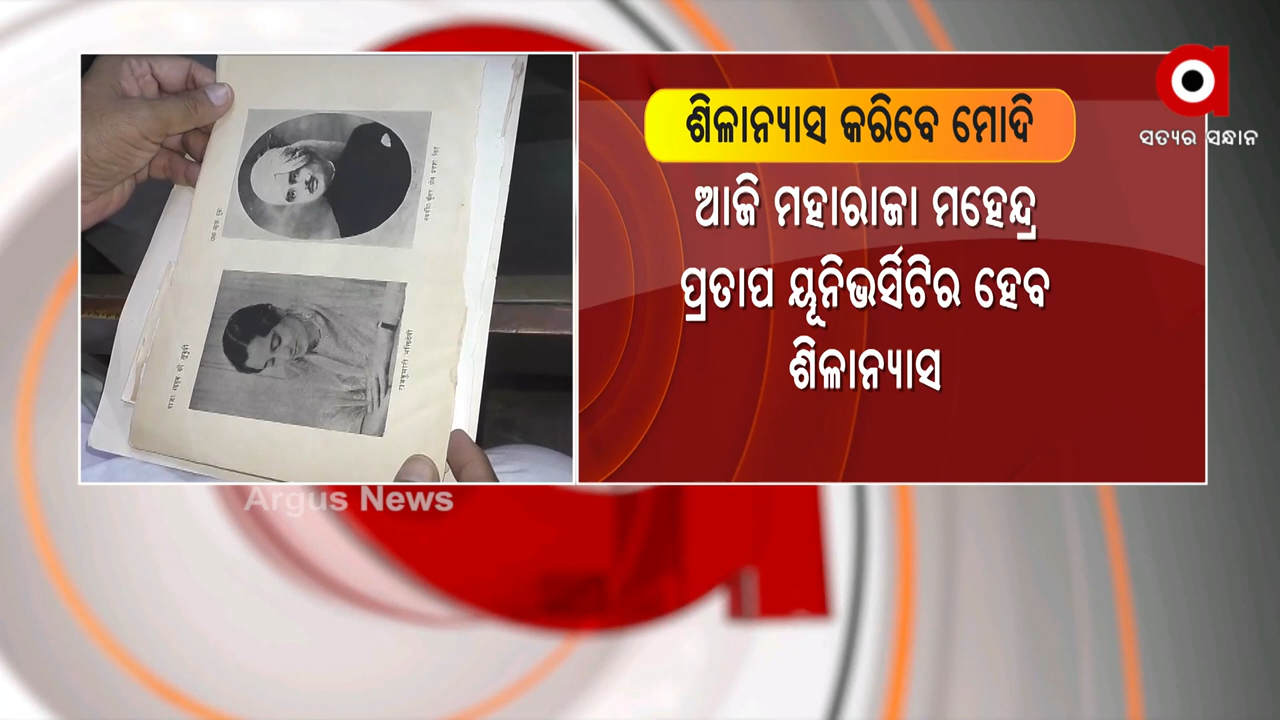 ଶିଳାନ୍ୟାସ କରିବେ ମୋଦି
ସତ୍ୟର ସନ୍ଧାନ
ଆଜି ମହାରାଜା ମହେନ୍ଦ୍ର
ପ୍ରତାପ ୟୂନିଭର୍ସିଟିର ହେବ
ଶିଳାନ୍ୟାସ
Argus News